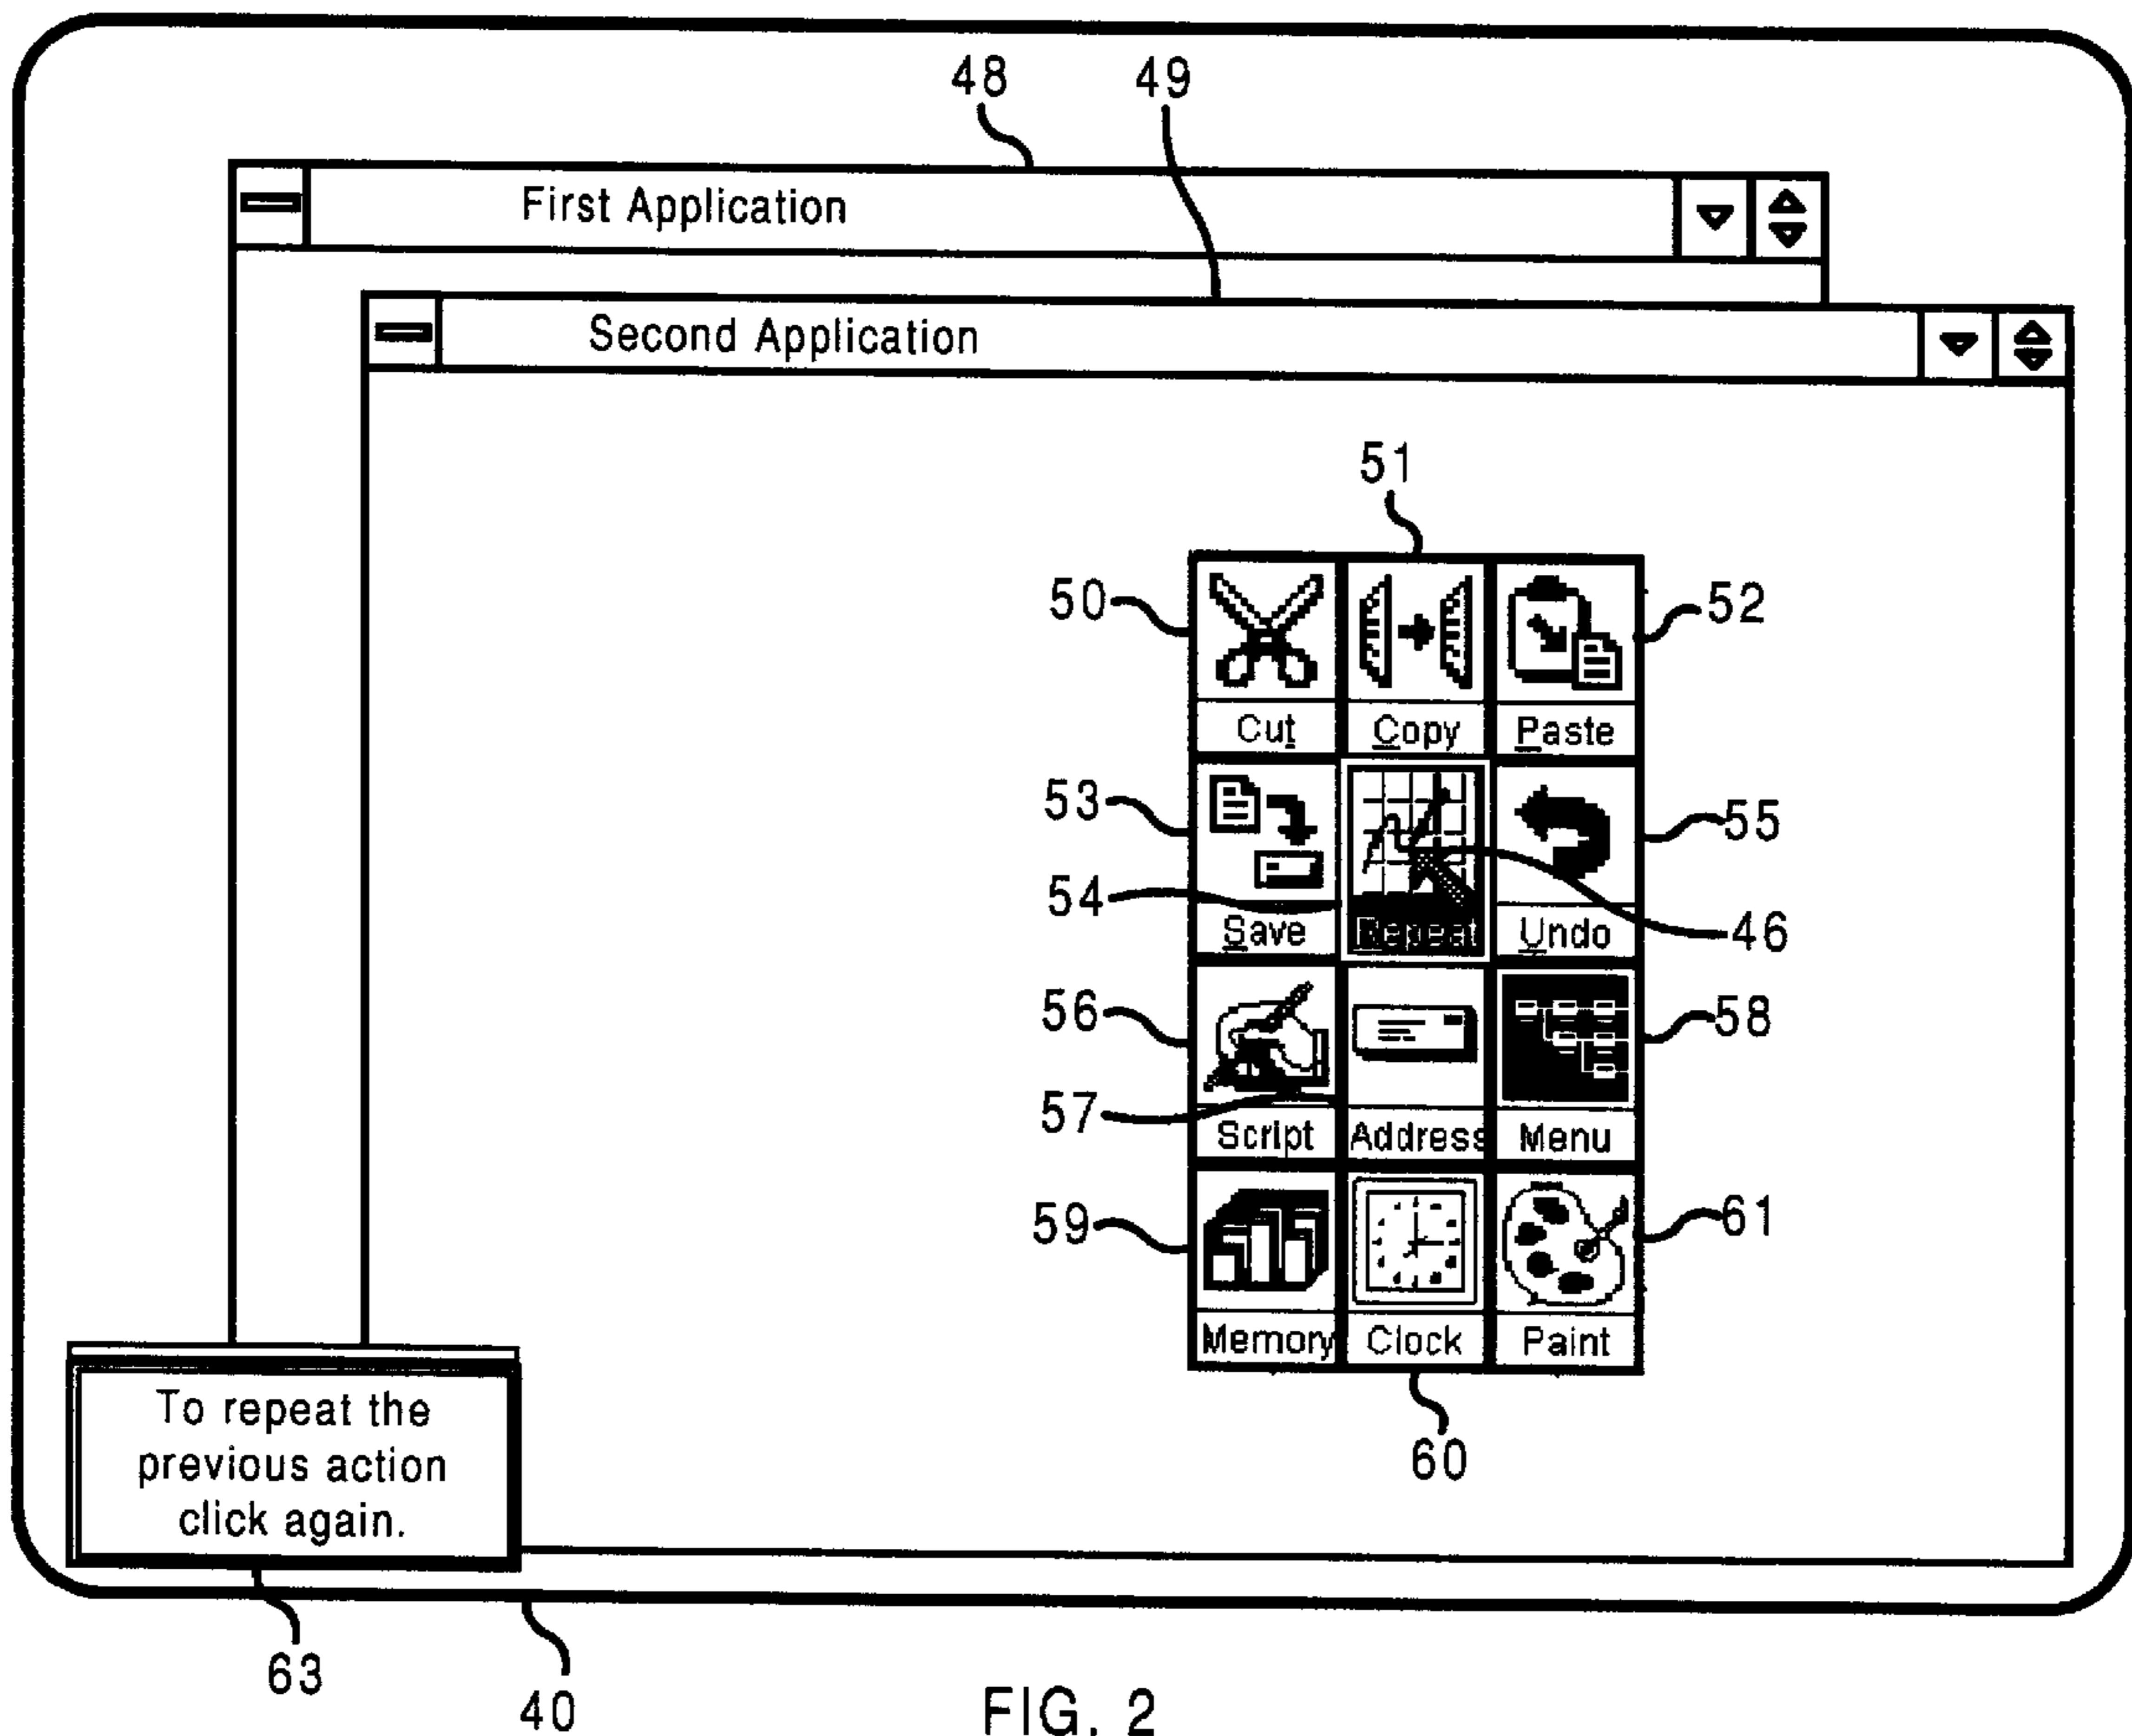 48 49
First Application
Second Application
51
50 52
Cut Copy Paste
53 55
54
Save Repeat Undo 46
56 58
57
Script Address Menu
59 61
Memory Clock Paint
To repeat the
previous action
click again.
60
63
40
FIG. 2